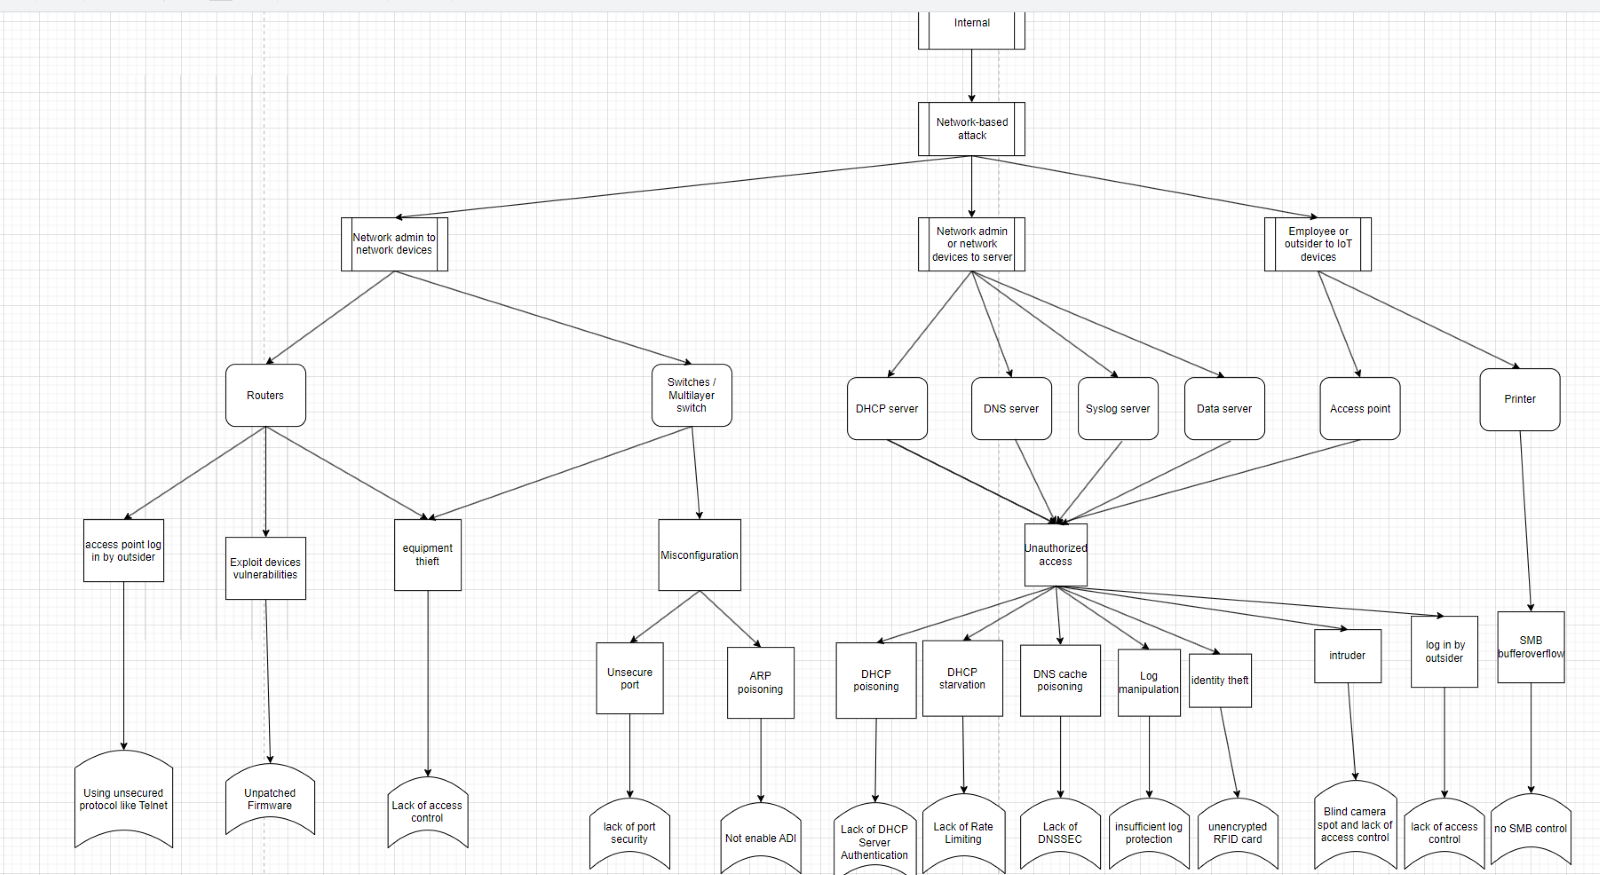 Internal
Network-based
attack
Network admin to
network devices
Network admin
or network
devices to server
Employee or
outsider to IoT
devices
Routers
Switches /
Multilayer
switch
DHCP server
DNS server
Syslog server
Data server
Access point
Printer
access point log
in by outsider
Exploit devices
vulnerabilities
equipment
thieft
Misconfiguration
Unauthorized
access
Unsecure
port
ARP
poisoning
DHCP
poisoning
DHCP
starvation
DNS cache
poisoning
Log
manipulation
identity theft
intruder
log in by
outsider
SMB
bufferoverflow
Using unsecured
protocol like Telnet
Unpatched
Firmware
Lack of access
control
lack of port
security
Not enable ADI
Lack of DHCP
Server
Authentication
Lack of Rate
Limiting
Lack of
DNSSEC
insufficient log
protection
unencrypted
RFID card
Blind camera
spot and lack of
access control
lack of access
control
no SMB control